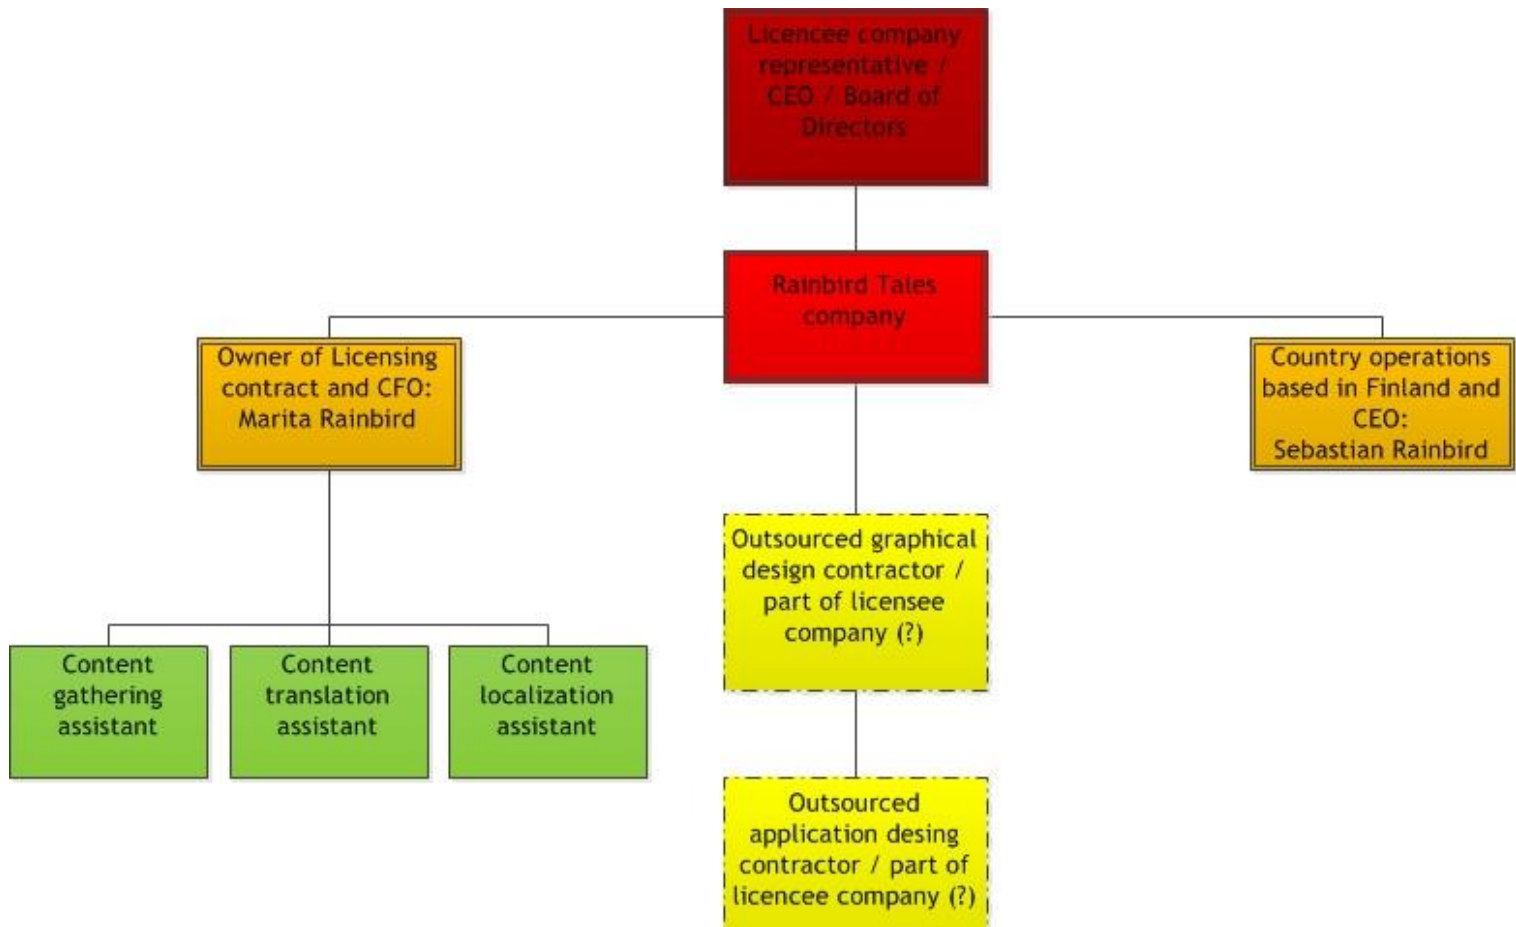 Licencee company
representative /
CEO / Board of
Directors
Rainbird Tales
company
Owner of Licensing
contract and CFO:
Marita Rainbird
Country operations
based in Finland and
CEO:
Sebastian Rainbird
Outsourced graphical
design contractor /
part of licensee
company (?)
Content
gathering
assistant
Content
translation
assistant
Content
localization
assistant
Outsourced
application desing
contractor / part of
licencee company (?)